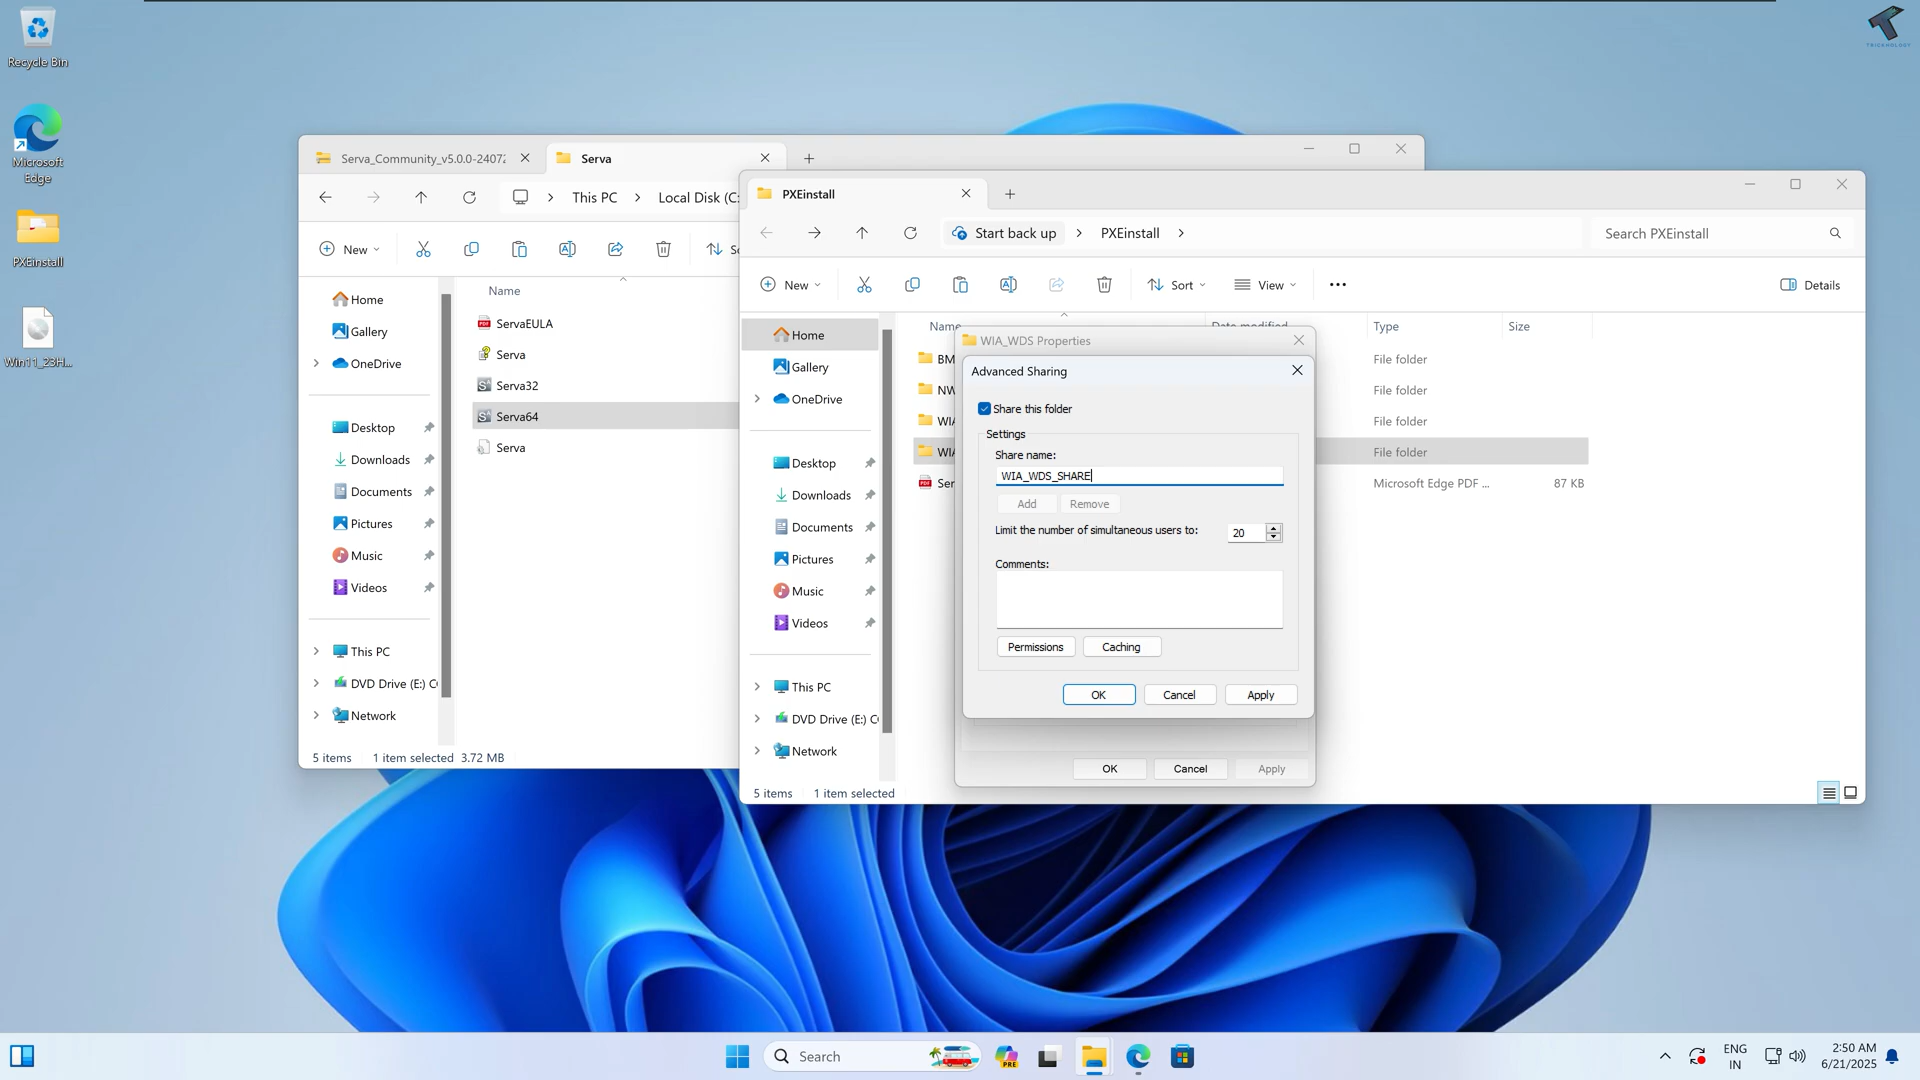 Recycle Bin
Microsoft
Edge
PXEinstall
Win11_23H...
TRICKNOLOGY
Serva_Community_v5.0.0-2407
Serva
This PC
Local Disk (C:
New
Name
Home
Gallery
OneDrive
Desktop
Downloads
Documents
Pictures
Music
Videos
This PC
DVD Drive (E:) C
Network
ServaEULA
Serva
Serva32
Serva64
Serva
5 items
1 item selected 3.72 MB
PXEinstall
Start back up
PXEinstall
Search PXEinstall
New
Sort
View
Details
Home
Gallery
OneDrive
Desktop
Downloads
Documents
Pictures
Music
Videos
This PC
DVD Drive (E:) C
Network
Name
Date modified
Type
Size
BM
File folder
NW
File folder
WIA
File folder
WIA
File folder
Ser
Microsoft Edge PDF ...
87 KB
5 items
1 item selected
WIA_WDS Properties
Advanced Sharing
Share this folder
Settings
Share name:
WIA_WDS_SHARE
Add
Remove
Limit the number of simultaneous users to:
20
Comments:
Permissions
Caching
OK
Cancel
Apply
OK
Cancel
Apply
Search
PRE
ENG
IN
2:50 AM
6/21/2025